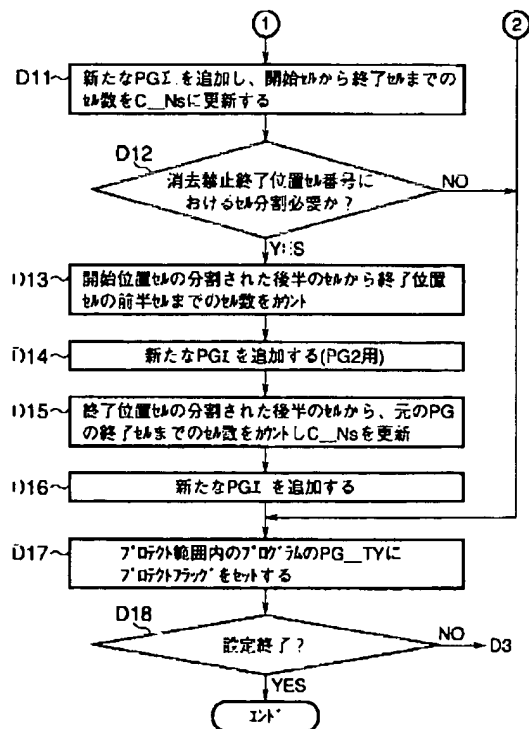 ① ②
D11 新たなPGIを追加し、開始ｾﾙから終了ｾﾙまでの
ｾﾙ数をC__Nsに更新する
D12
消去禁止終了位置ｾﾙ番号に
おけるｾﾙ分割必要か?
NO
YES
D13 開始位置ｾﾙの分割された後半のｾﾙから終了位置
ｾﾙの前半ｾﾙまでのｾﾙ数をｶｳﾝﾄ
D14 新たなPGIを追加する(PG2用)
D15 終了位置ｾﾙの分割された後半のｾﾙから、元のPG
の終了ｾﾙまでのｾﾙ数をｶｳﾝﾄしC__Nsを更新
D16 新たなPGIを追加する
D17 ﾌﾟﾛﾃｸﾄ範囲内のﾌﾟﾛｸﾞﾗﾑのPG__TYに
ﾌﾟﾛﾃｸﾄﾌﾗｯｸﾞをｾｯﾄする
D18
設定終了?
NO D3
YES
ｴﾝﾄﾞ